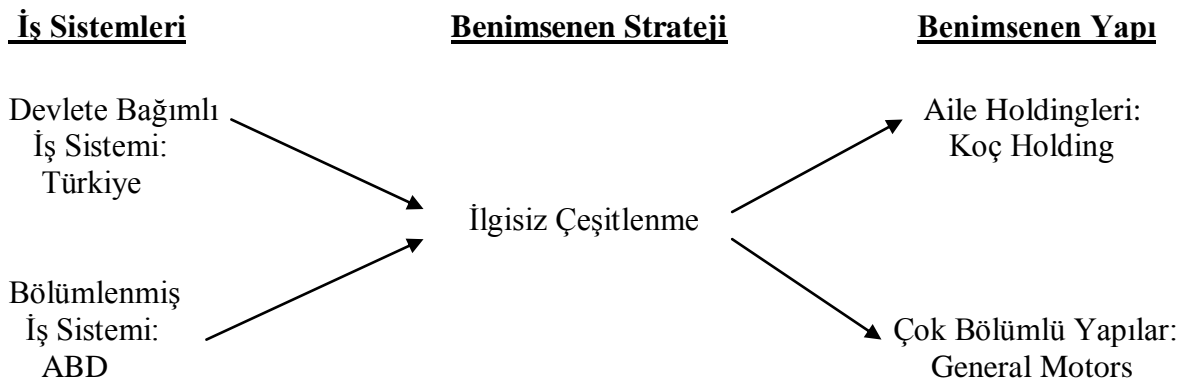 İş Sistemleri Benimsenen Strateji Benimsenen Yapı
Devlete Bağımlı
İş Sistemi:
Türkiye
Aile Holdingleri:
Koç Holding
İlgisiz Çeşitlenme
Bölümlenmiş
İş Sistemi:
ABD
Çok Bölümlü Yapılar:
General Motors